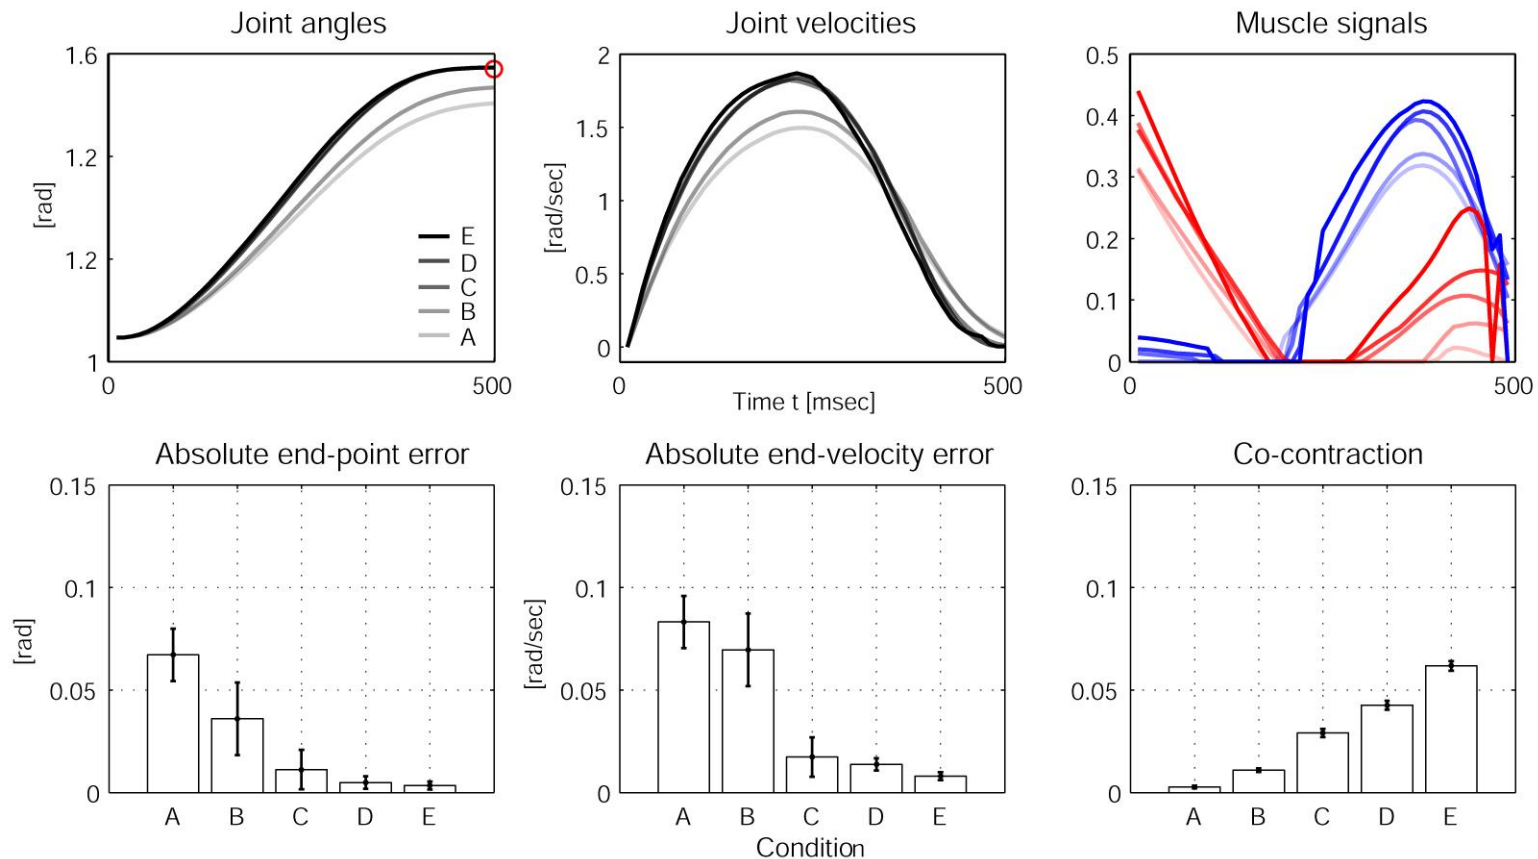 Joint angles
Joint velocities
Muscle signals
1.6
1.2
1.2
1
0
500
[rad]
E
D
C
B
A
2
1.5
1
0.5
0
0
500
[rad/sec]
Time t [msec]
0.5
0.4
0.3
0.2
0.1
0
0
500
Absolute end-point error
Absolute end-velocity error
Co-contraction
0.15
0.1
0.05
0
[rad]
A B C D E
0.15
0.1
0.05
0
[rad/sec]
A B C D E
Condition
0.15
0.1
0.05
0
A B C D E